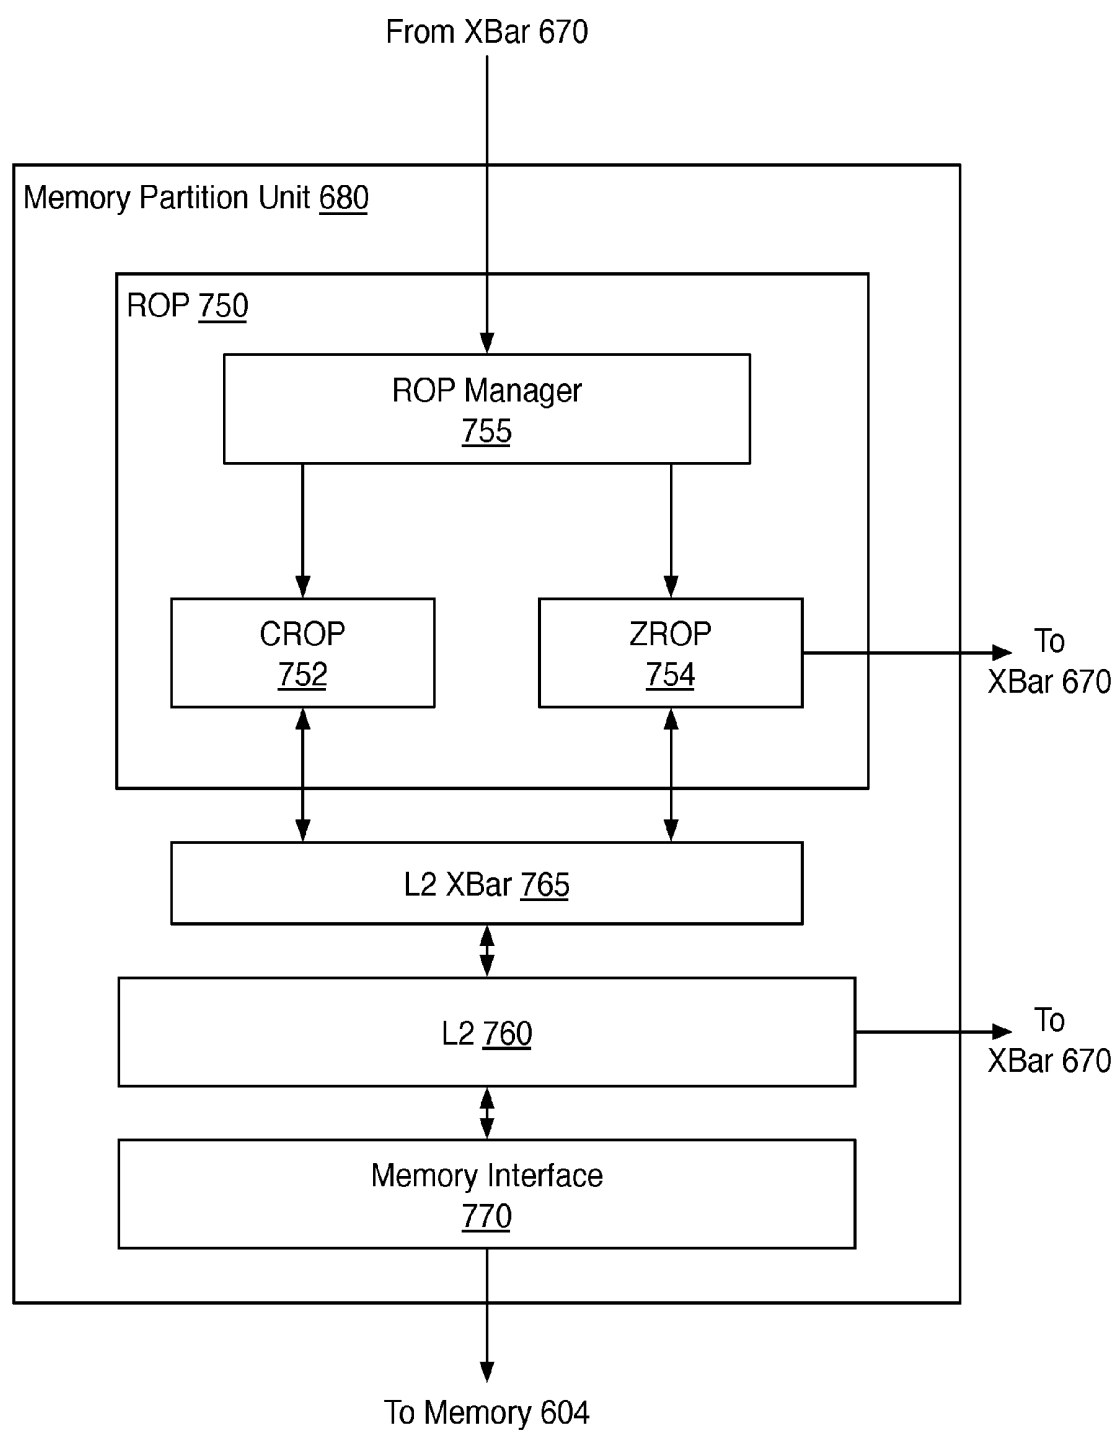 From XBar 670
Memory Partition Unit 680
ROP 750
ROP Manager
755
CROP
752
ZROP
754
To
XBar 670
L2 XBar 765
L2 760
To
XBar 670
Memory Interface
770
To Memory 604